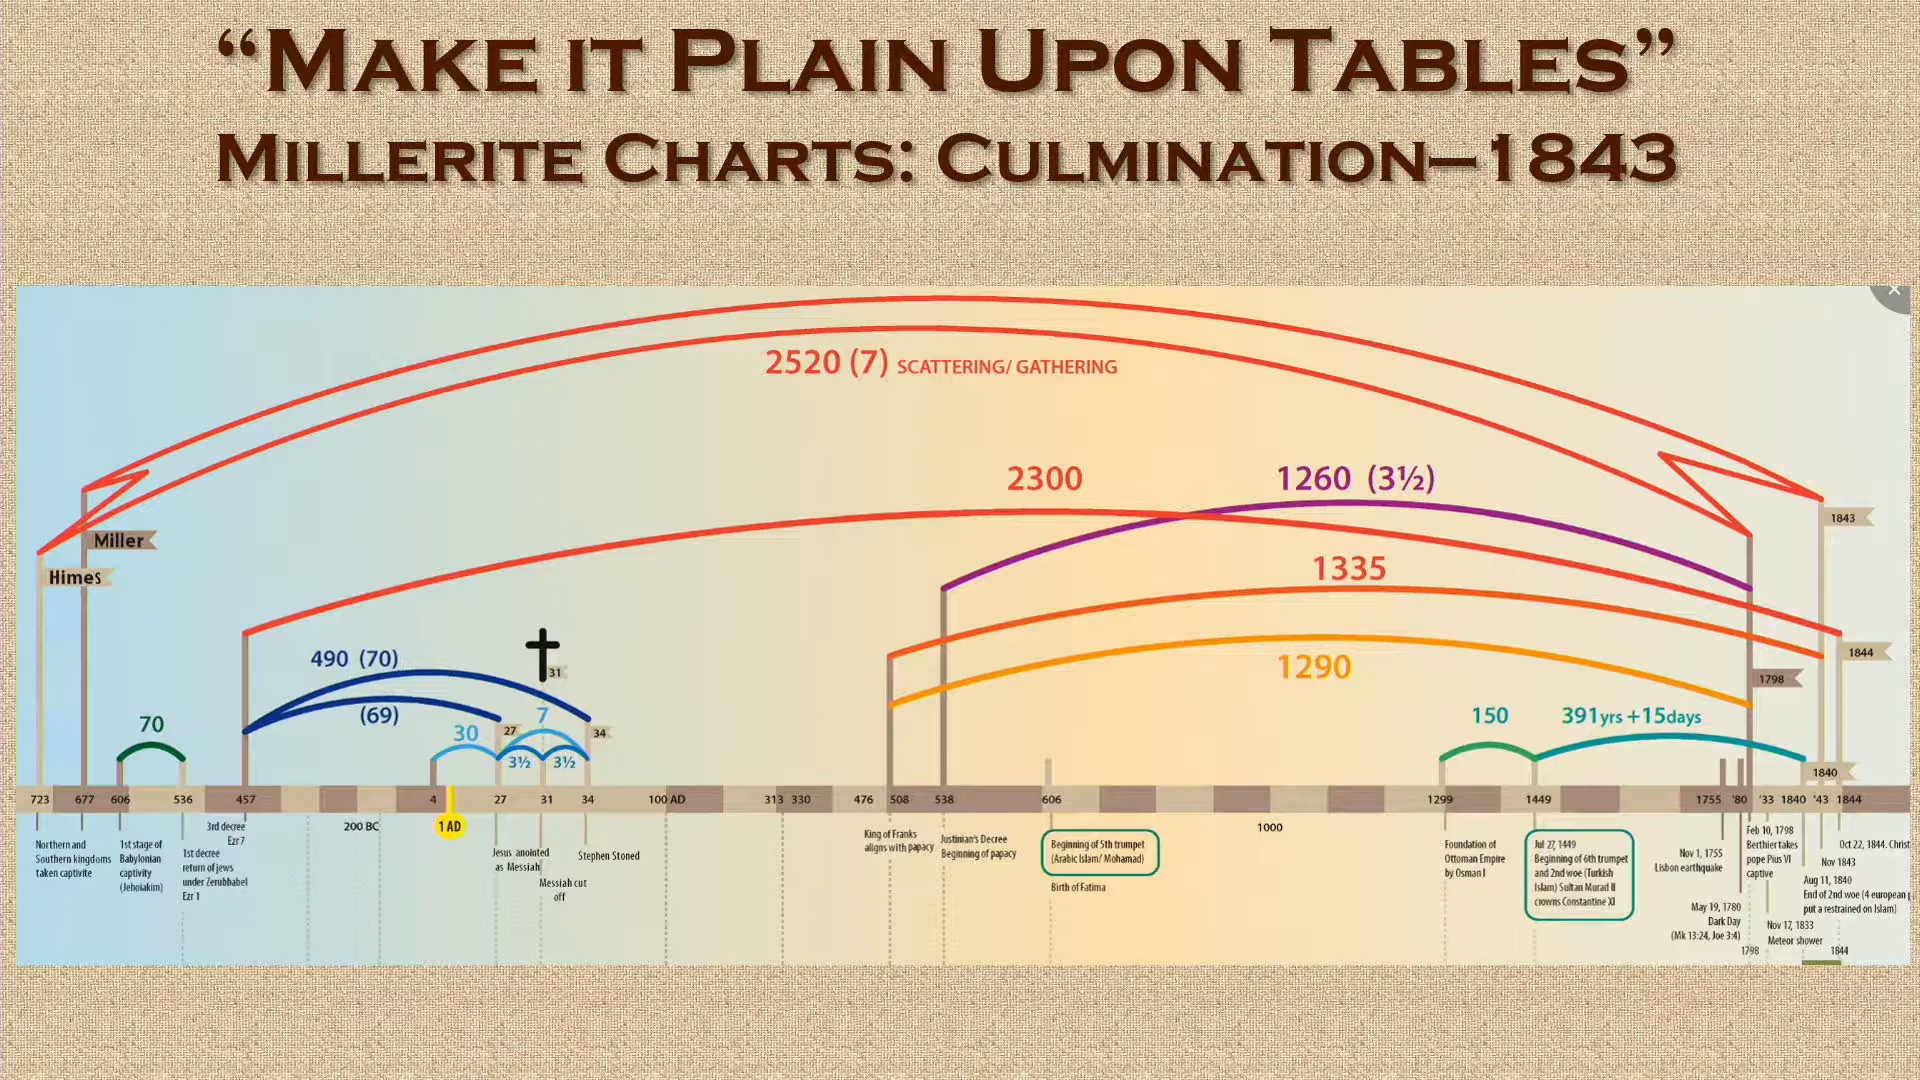 “MAKE IT PLAIN UPON TABLES”
MILLERITE CHARTS: CULMINATION—1843
2520 (7) SCATTERING/ GATHERING
2300
1260 (3½)
1843
Miller
Himes
1335
1844
490 (70)
31
1290
1798
(69)
70
30
27
7
34
3½
3½
150
391yrs +15days
1840
723
677
606
536
457
4
27
31
34
100 AD
313
330
476
508
538
606
1299
1449
1755
'80
'33
1840
'43
1844
200 BC
1 AD
1000
Northern and
Southern kingdoms
taken captivite
1st stage of
Babylonian
captivity
(Jehoiakim)
3rd decree
Ezr 7
1st decree
return of jews
under Zerubbabel
Ezr 1
Jesus anointed
as Messiah
Messiah cut
off
Stephen Stoned
King of Franks
aligns with papacy
Justinian's Decree
Beginning of papacy
Beginning of 5th trumpet
(Arabic Islam/ Mohamad)
Birth of Fatima
Foundation of
Ottoman Empire
by Osman I
Jul 27, 1449
Beginning of 6th trumpet
and 2nd woe (Turkish
Islam) Sultan Murad II
crowns Constantine XI
Nov 1, 1755
Lisbon earthquake
May 19, 1780
Dark Day
(Mk 13:24, Joe 3:4)
Feb 10, 1798
Berthier takes
pope Pius VI
captive
1798
Nov 17, 1833
Meteor shower
Aug 11, 1840
End of 2nd woe (4 european
put a restrained on Islam)
Nov 1843
Oct 22, 1844. Christ
1844